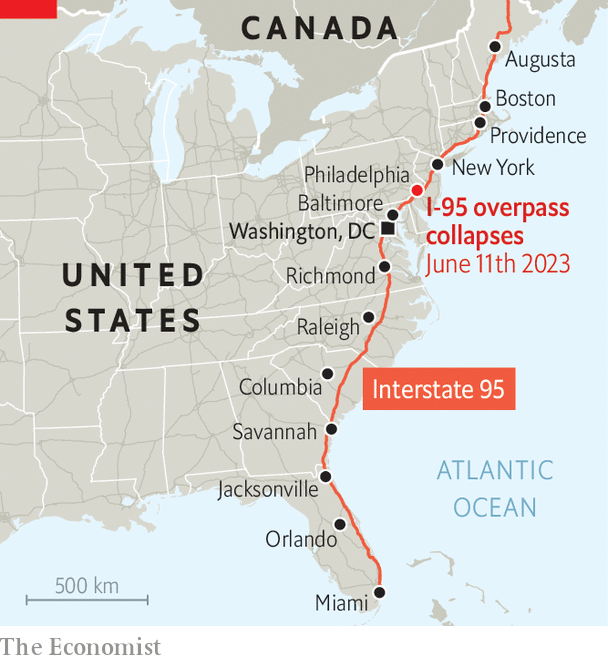 CANADA
Augusta
Boston
Providence
New York
Philadelphia
Baltimore
I-95 overpass
collapses
June 11th 2023
Washington, DC
Richmond
UNITED
STATES
Raleigh
Columbia
Interstate 95
Savannah
ATLANTIC
OCEAN
Jacksonville
Orlando
500 km
Miami
The Economist